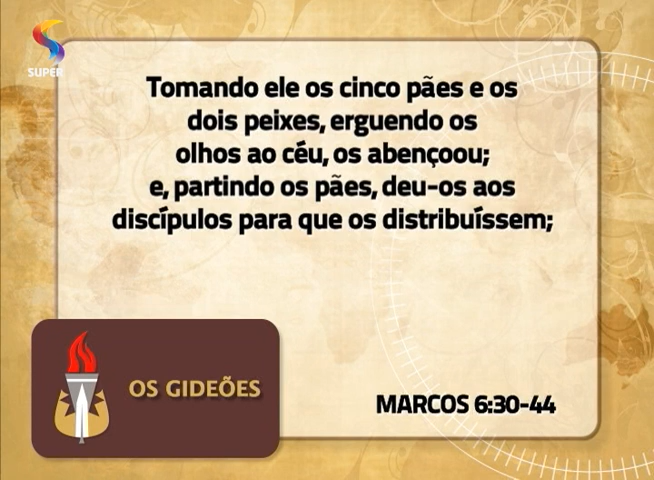 SUPER
Tomando ele os cinco pães e os
dois peixes, erguendo os
olhos ao céu, os abençoou;
e, partindo os pães, deu-os aos
discípulos para que os distribuíssem;
OS GIDEÕES
MARCOS 6:30-44